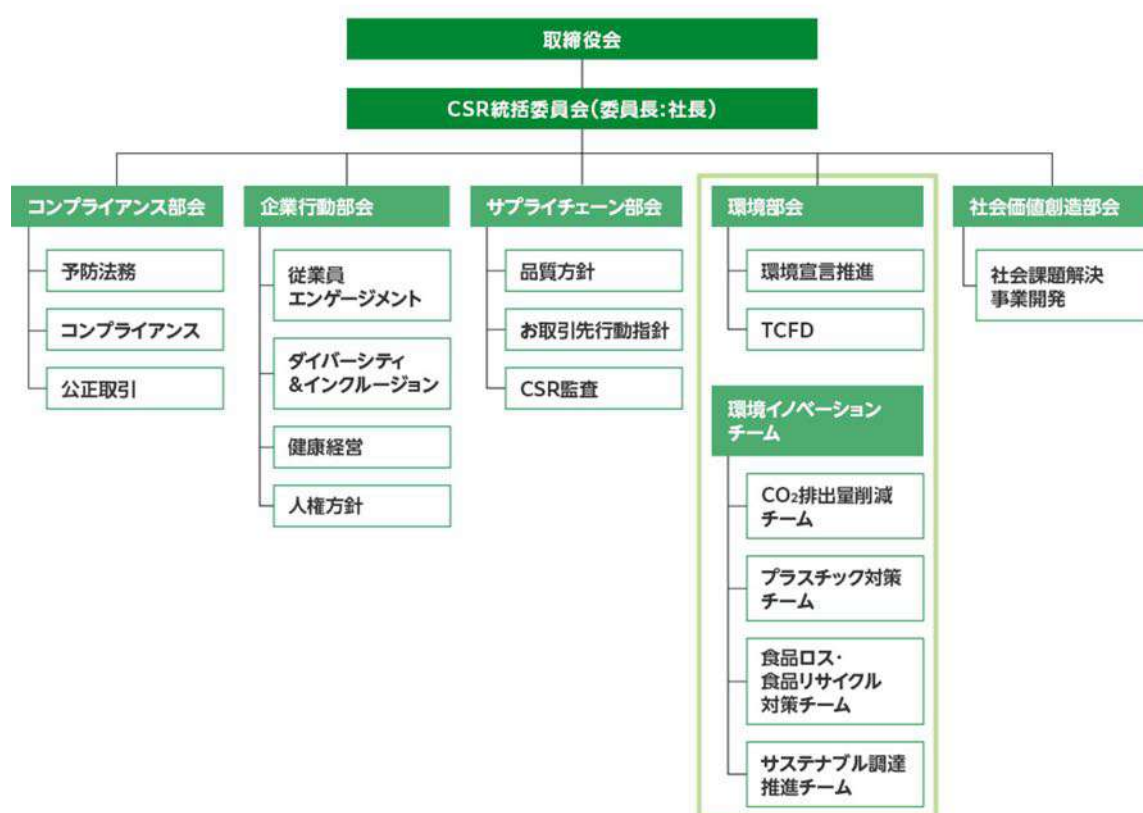 取締役会
CSR統括委員会(委員長:社長)
コンプライアンス部会
予防法務
コンプライアンス
公正取引
企業行動部会
従業員
エンゲージメント
ダイバーシティ
&インクルージョン
健康経営
人権方針
サプライチェーン部会
品質方針
お取引先行動指針
CSR監査
環境部会
環境宣言推進
TCFD
環境イノベーション
チーム
CO₂排出量削減
チーム
プラスチック対策
チーム
食品ロス・
食品リサイクル
対策チーム
サステナブル調達
推進チーム
社会価値創造部会
社会課題解決
事業開発